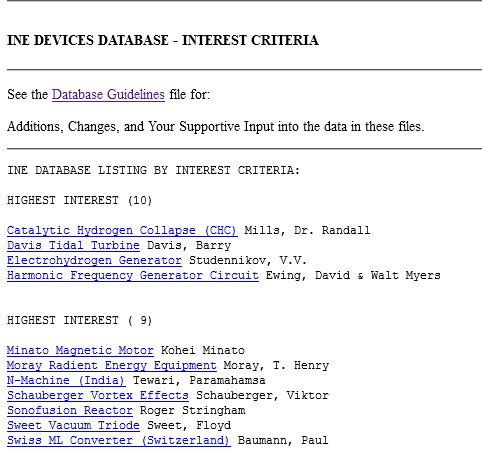 INE DEVICES DATABASE - INTEREST CRITERIA
See the Database Guidelines file for:
Additions, Changes, and Your Supportive Input into the data in these files.
INE DATABASE LISTING BY INTEREST CRITERIA:
HIGHEST INTEREST (10)
Catalytic Hydrogen Collapse (CHC) Mills, Dr. Randall
Davis Tidal Turbine Davis, Barry
Electrohydrogen Generator Studennikov, V.V.
Harmonic Frequency Generator Circuit Ewing, David & Walt Myers
HIGHEST INTEREST ( 9)
Minato Magnetic Motor Kohei Minato
Moray Radient Energy Equipment Moray, T. Henry
N-Machine (India) Tewari, Paramahamsa
Schauberger Vortex Effects Schauberger, Viktor
Sonofusion Reactor Roger Stringham
Sweet Vacuum Triode Sweet, Floyd
Swiss ML Converter (Switzerland) Baumann, Paul